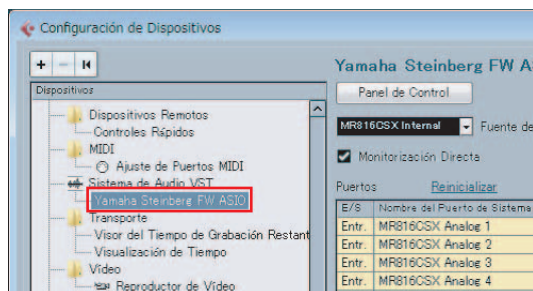 Configuración de Dispositivos
+ -
Dispositivos
Dispositivos Remotos
Controles Rápidos
MIDI
Ajuste de Puertos MIDI
Sistema de Audio VST
Yamaha Steinberg FW ASIO
Transporte
Visor del Tiempo de Grabación Restant
Visualización de Tiempo
Vídeo
Reproductor de Vídeo
Yamaha Steinberg FW A
Panel de Control
MR816CSX Internal Fuente de
Monitorización Directa
Puertos Reinicializar
E/S Nombre del Puerto de Sistema
Entr. MR816CSX Analog 1
Entr. MR816CSX Analog 2
Entr. MR816CSX Analog 3
Entr. MR816CSX Analog 4